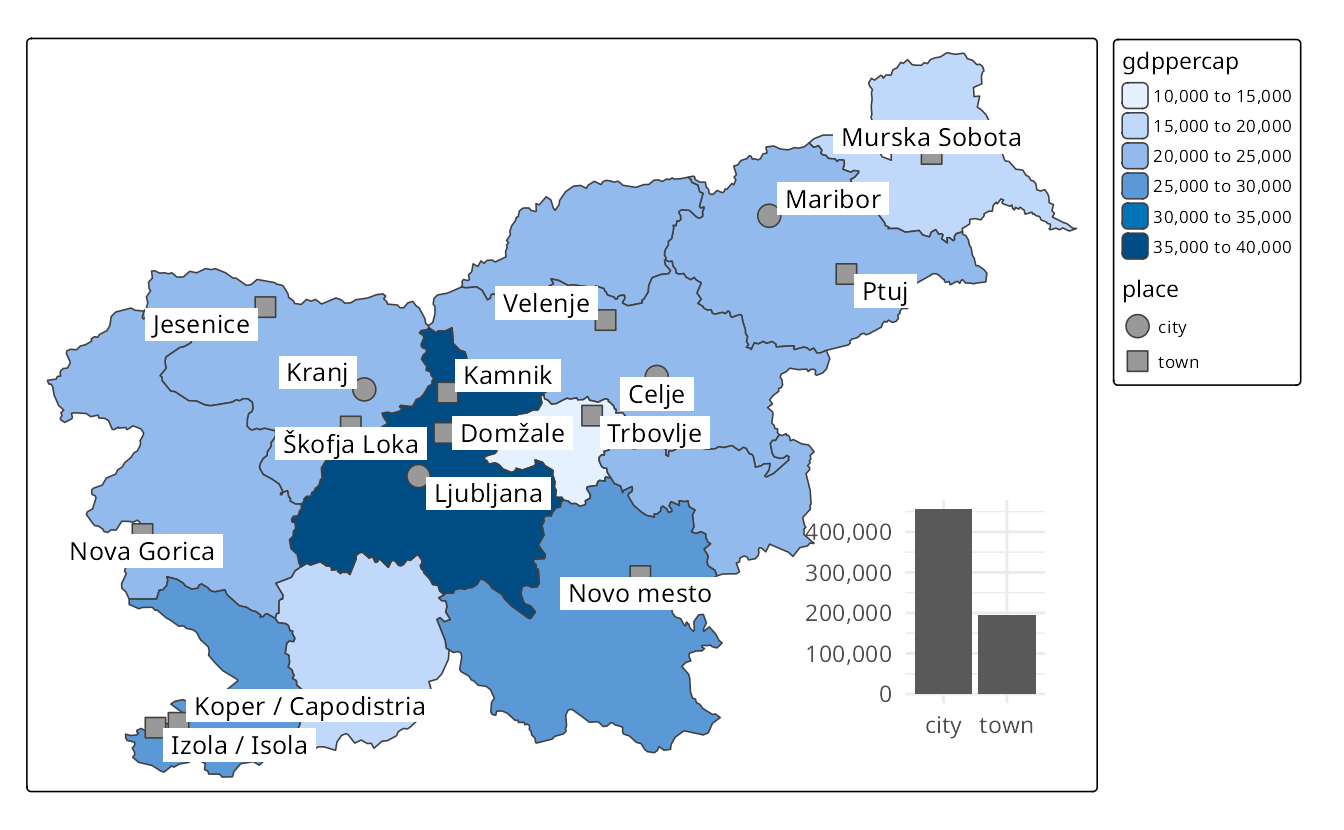 gdppercap
10,000 to 15,000
15,000 to 20,000
20,000 to 25,000
25,000 to 30,000
30,000 to 35,000
35,000 to 40,000
place
city
town
Murska Sobota
Maribor
Ptuj
Velenje
Jesenice
Kranj
Kamnik
Celje
Škofja Loka
Domžale
Trbovlje
Ljubljana
Nova Gorica
Novo mesto
Koper / Capodistria
Izola / Isola
400,000
300,000
200,000
100,000
0
city town